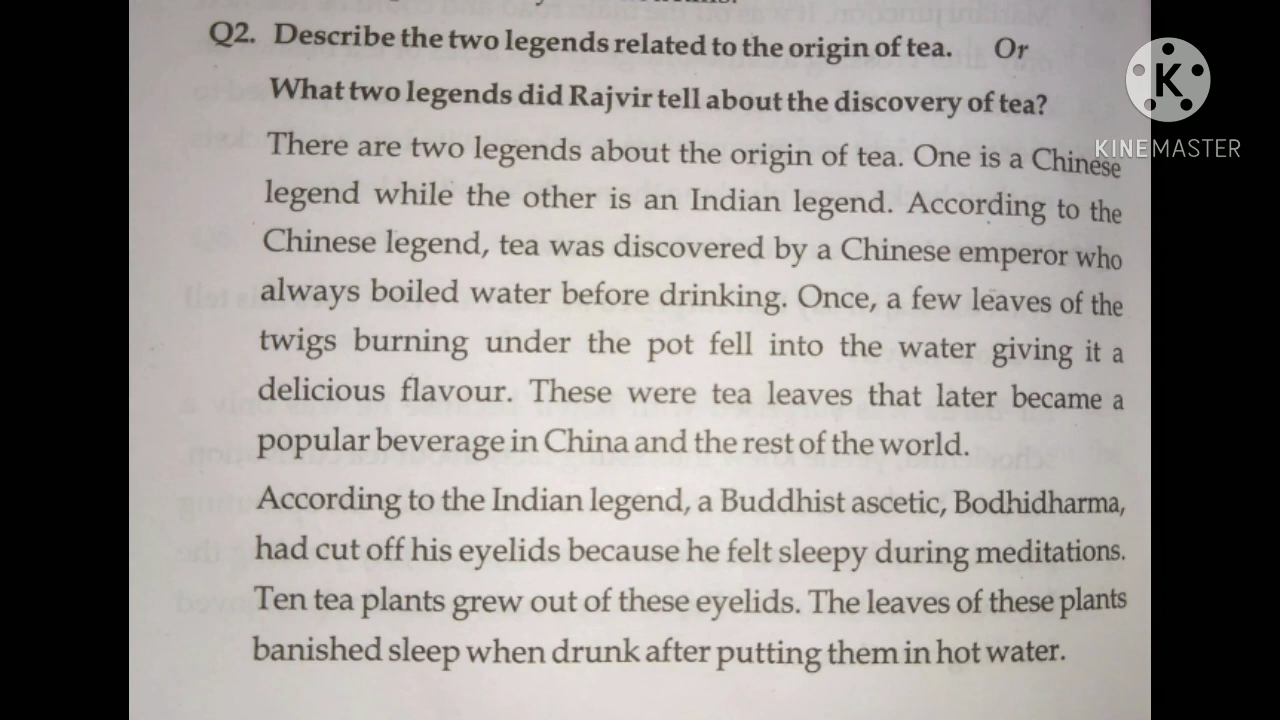 Q2. Describe the two legends related to the origin of tea. Or
What two legends did Rajvir tell about the discovery of tea?
There are two legends about the origin of tea. One is a Chinese
legend while the other is an Indian legend. According to the
Chinese legend, tea was discovered by a Chinese emperor who
always boiled water before drinking. Once, a few leaves of the
twigs burning under the pot fell into the water giving it a
delicious flavour. These were tea leaves that later became a
popular beverage in China and the rest of the world.
According to the Indian legend, a Buddhist ascetic, Bodhidharma,
had cut off his eyelids because he felt sleepy during meditations.
Ten tea plants grew out of these eyelids. The leaves of these plants
banished sleep when drunk after putting them in hot water.
K
KINEMASTER